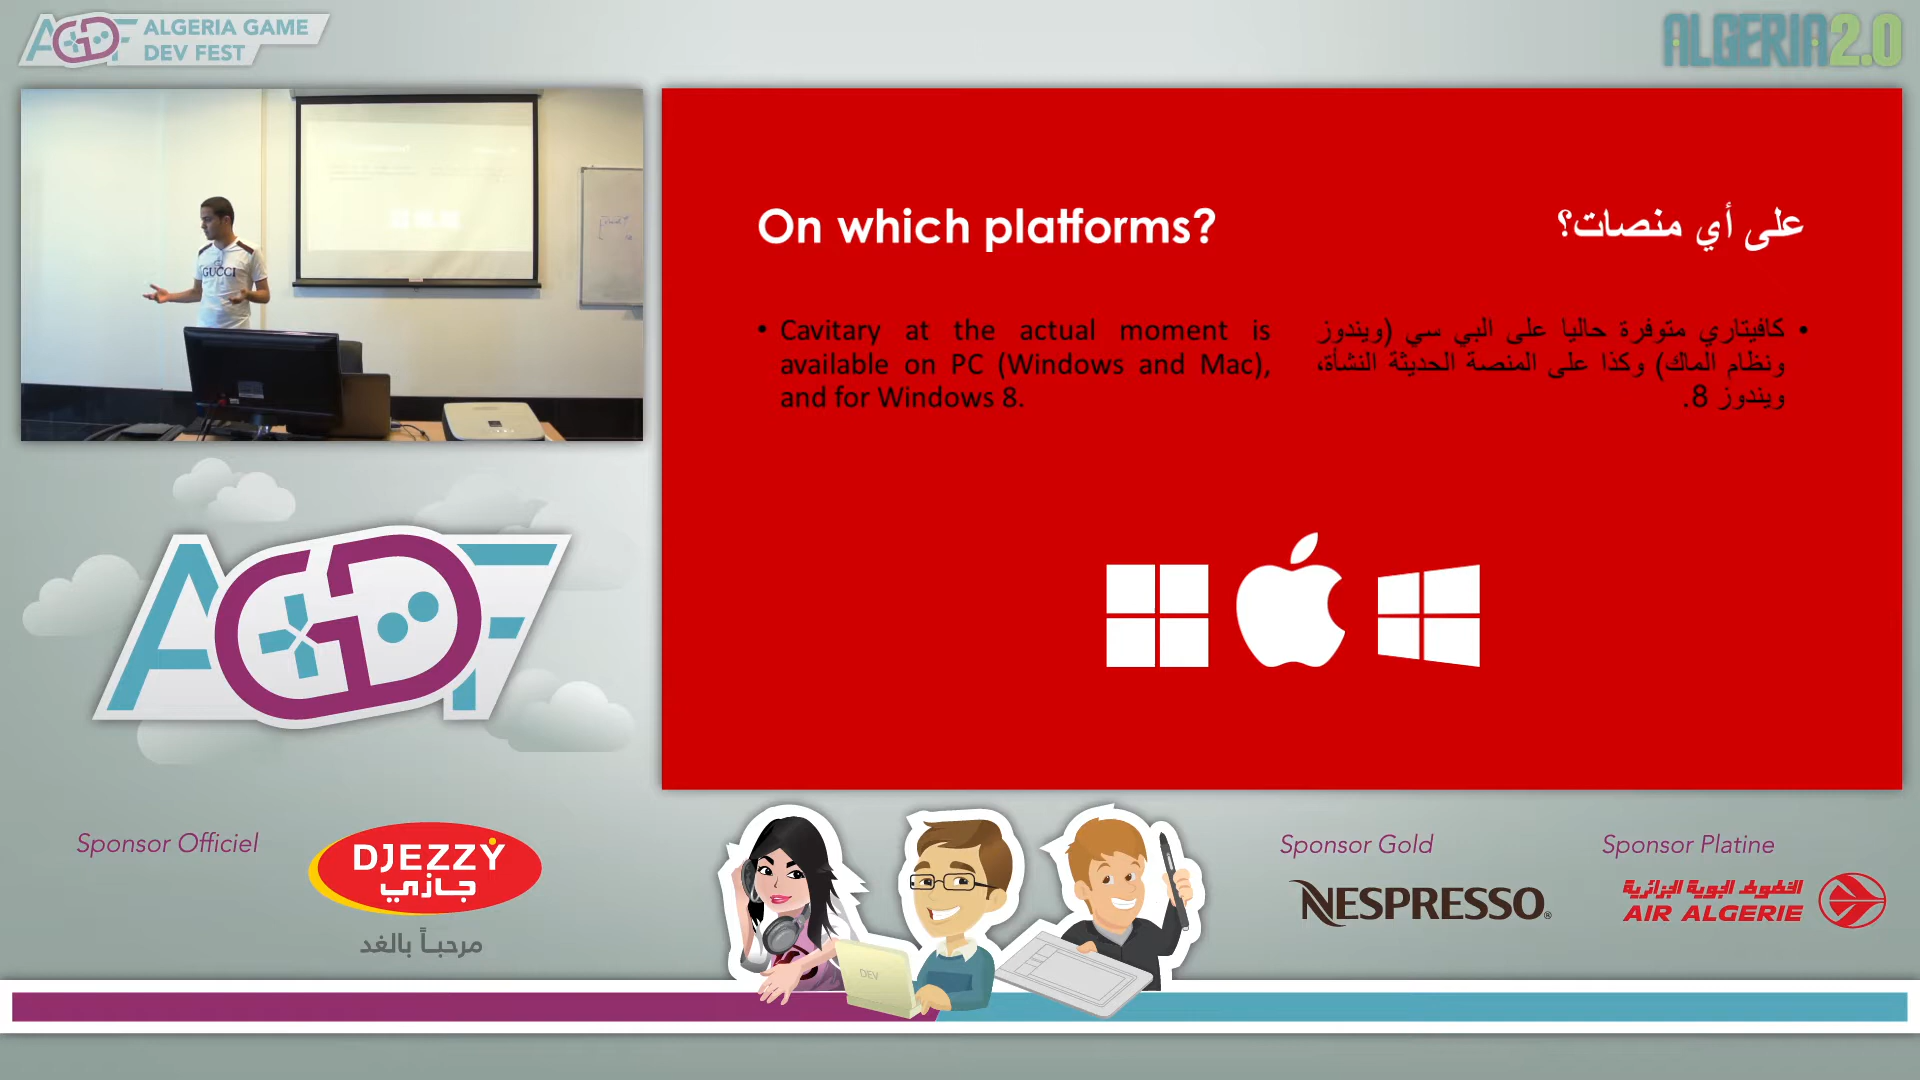 ALGERIA GAME
DEV FEST
ALGERIA2.0
GUCCI
On which platforms?
على أي منصات؟
• Cavitary at the actual moment is
available on PC (Windows and Mac),
and for Windows 8.
• كافيتاري متوفرة حاليا على البي سي (ويندوز
ونظام الماك) وكذا على المنصة الحديثة النشأة،
ويندوز 8.
AGDF
Sponsor Officiel
DJEZZY
جازي
مرحباً بالغد
DEV
Sponsor Gold
NESPRESSO®
Sponsor Platine
الخطوط الجوية الجزائرية
AIR ALGERIE